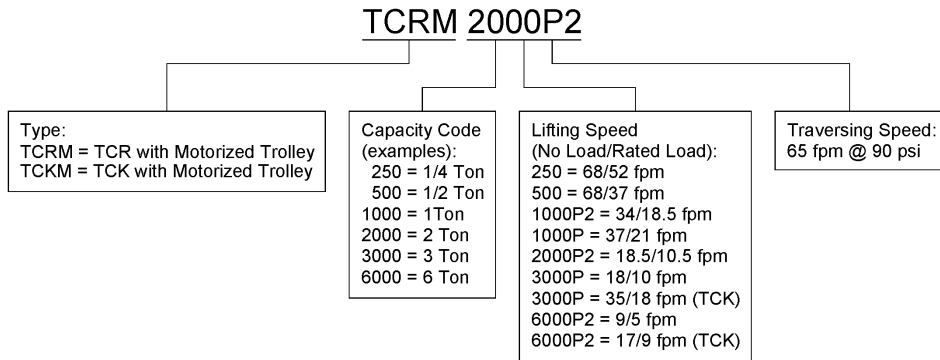 TCRM 2000P2
Type:
TCRM = TCR with Motorized Trolley
TCKM = TCK with Motorized Trolley
Capacity Code
(examples):
250 = 1/4 Ton
500 = 1/2 Ton
1000 = 1Ton
2000 = 2 Ton
3000 = 3 Ton
6000 = 6 Ton
Lifting Speed
(No Load/Rated Load):
250 = 68/52 fpm
500 = 68/37 fpm
1000P2 = 34/18.5 fpm
1000P = 37/21 fpm
2000P2 = 18.5/10.5 fpm
3000P = 18/10 fpm
3000P = 35/18 fpm (TCK)
6000P2 = 9/5 fpm
6000P2 = 17/9 fpm (TCK)
Traversing Speed:
65 fpm @ 90 psi